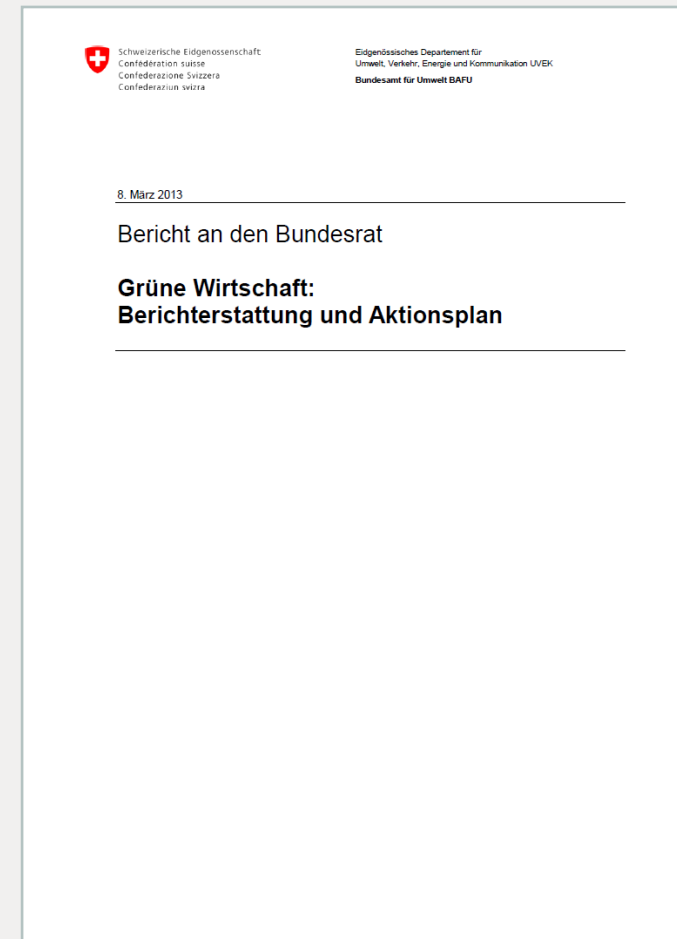 Schweizerische Eidgenossenschaft
Confédération suisse
Confederazione Svizzera
Confederaziun svizra
Eidgenössisches Departement für
Umwelt, Verkehr, Energie und Kommunikation UVEK
Bundesamt für Umwelt BAFU
8. März 2013
Bericht an den Bundesrat
Grüne Wirtschaft:
Berichterstattung und Aktionsplan